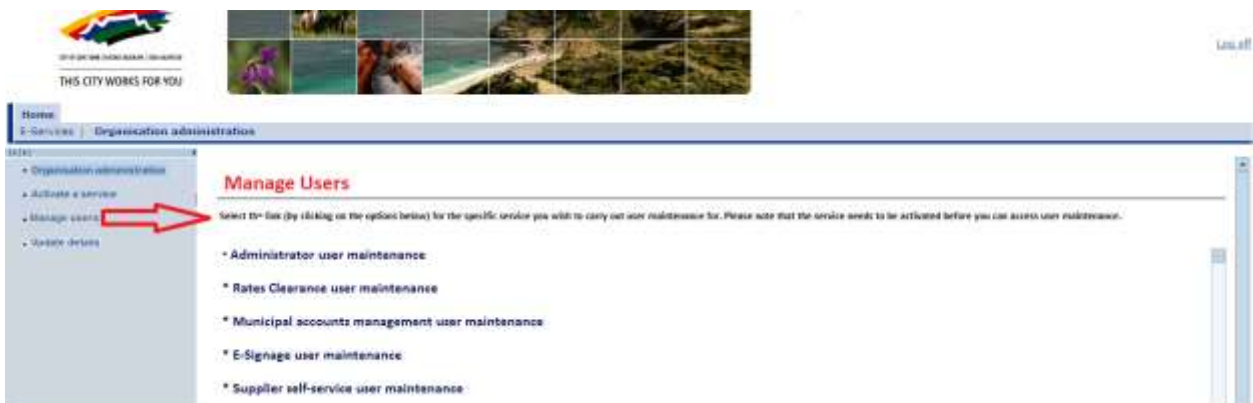 THIS CITY WORKS FOR YOU
Log off
Home
E-Services | Organisation administration
• Organisation administration
• Activate a service
• Manage users
• Update details
Manage Users
Select the link (by clicking on the options below) for the specific service you wish to carry out user maintenance for. Please note that the service needs to be activated before you can access user maintenance.
• Administrator user maintenance
* Rates Clearance user maintenance
* Municipal accounts management user maintenance
* E-Signage user maintenance
* Supplier self-service user maintenance